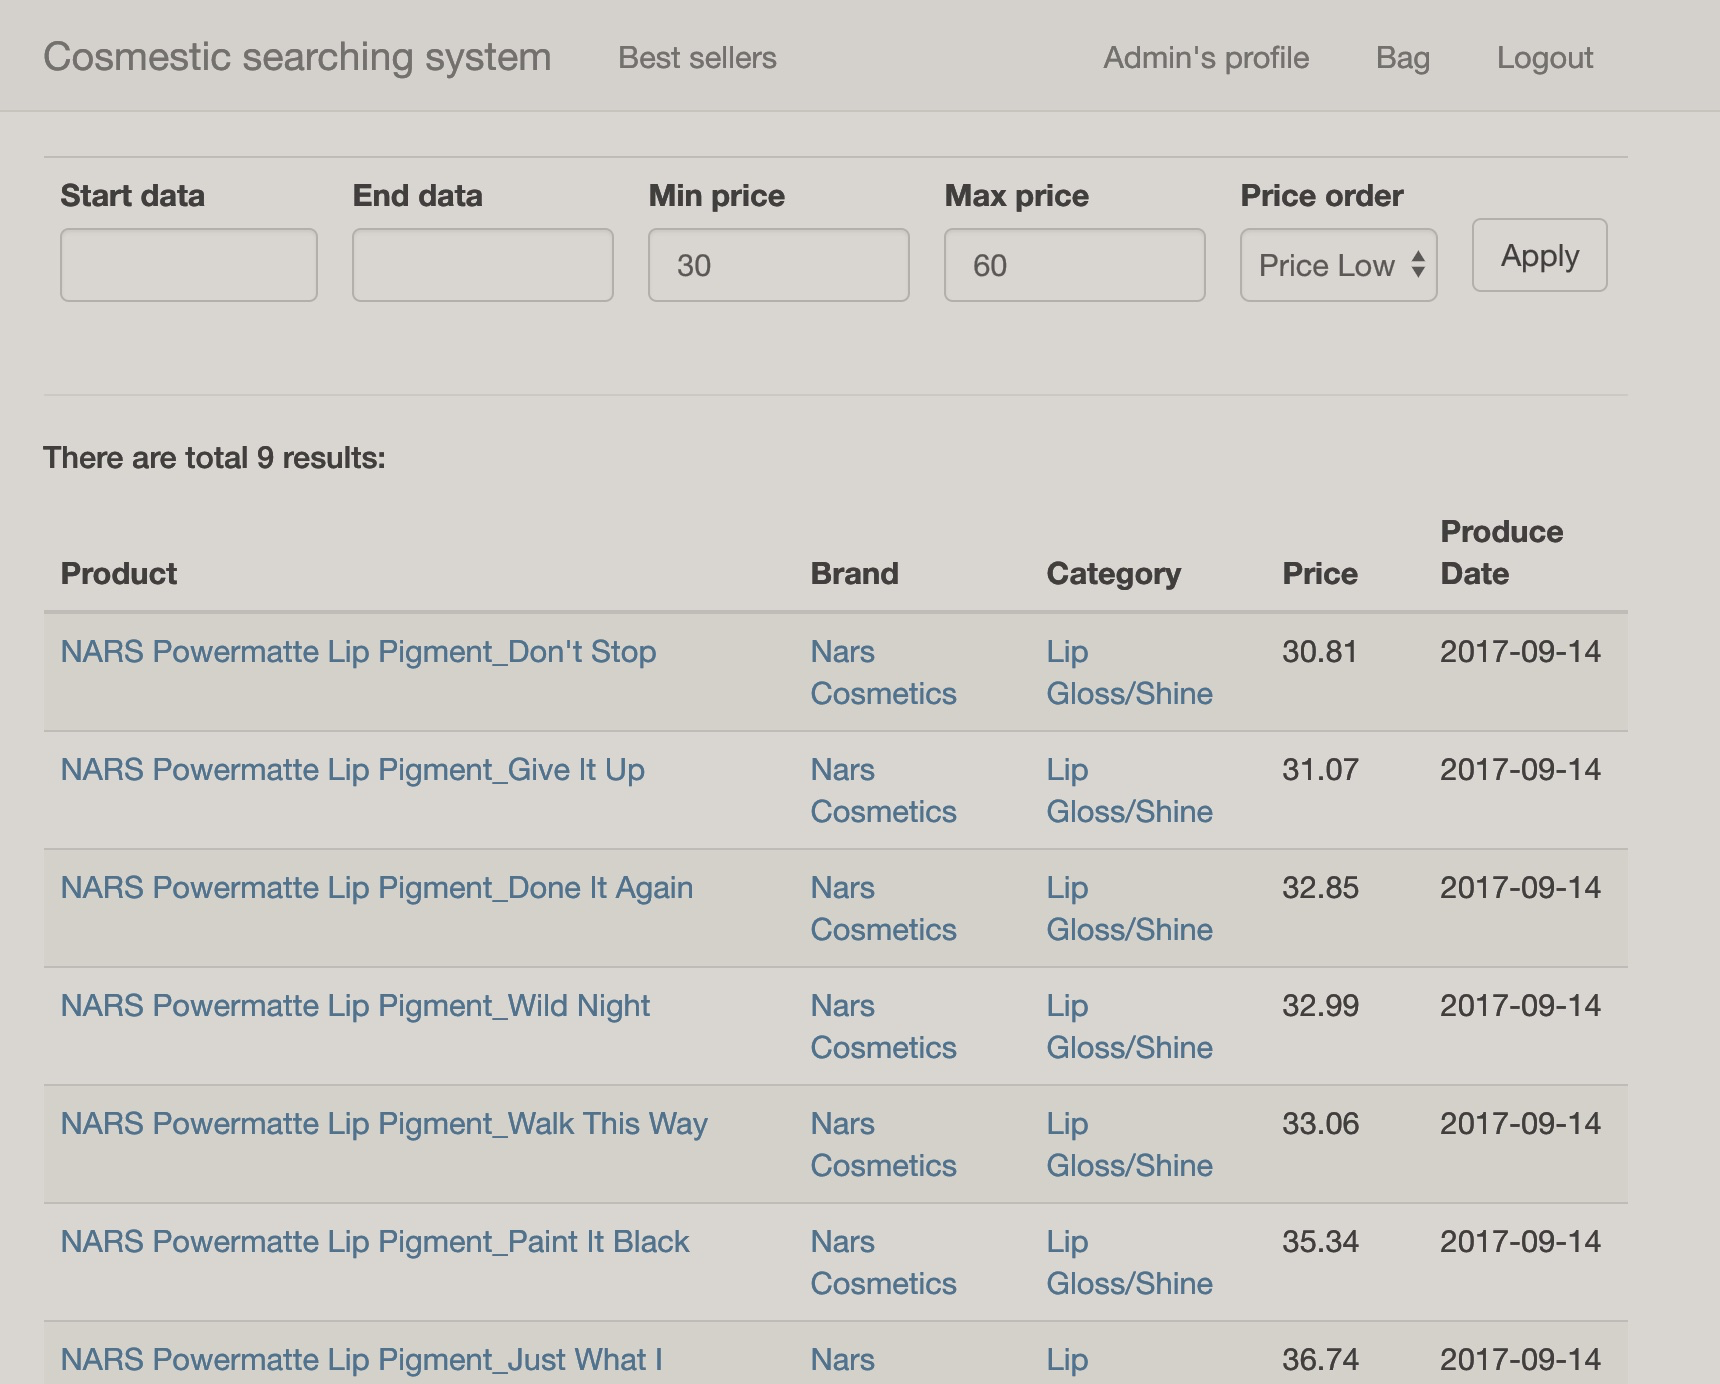 Cosmestic searching system Best sellers Admin's profile Bag Logout
Start data End data Min price Max price Price order
30 60 Price Low Apply
There are total 9 results:
Produce
Product Brand Category Price Date
NARS Powermatte Lip Pigment_Don't Stop Nars Lip 30.81 2017-09-14
Cosmetics Gloss/Shine
NARS Powermatte Lip Pigment_Give It Up Nars Lip 31.07 2017-09-14
Cosmetics Gloss/Shine
NARS Powermatte Lip Pigment_Done It Again Nars Lip 32.85 2017-09-14
Cosmetics Gloss/Shine
NARS Powermatte Lip Pigment_Wild Night Nars Lip 32.99 2017-09-14
Cosmetics Gloss/Shine
NARS Powermatte Lip Pigment_Walk This Way Nars Lip 33.06 2017-09-14
Cosmetics Gloss/Shine
NARS Powermatte Lip Pigment_Paint It Black Nars Lip 35.34 2017-09-14
Cosmetics Gloss/Shine
NARS Powermatte Lip Pigment_Just What I Nars Lip 36.74 2017-09-14